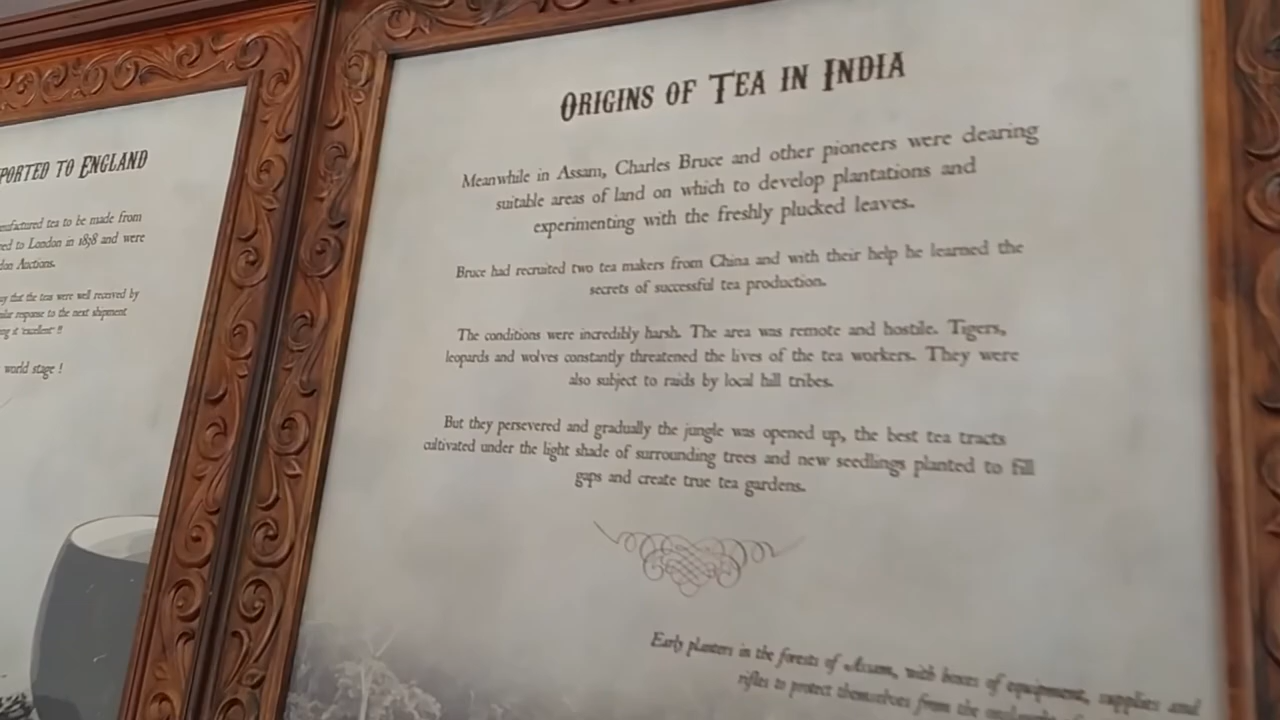 PORTED TO ENGLAND
nufactured tea to be made from
ed to London in 1838 and were
don Auctions.
y that the teas were well received by
ilar response to the next shipment
ng it 'excellent' !!
world stage !
ORIGINS OF TEA IN INDIA
Meanwhile in Assam, Charles Bruce and other pioneers were clearing
suitable areas of land on which to develop plantations and
experimenting with the freshly plucked leaves.
Bruce had recruited two tea makers from China and with their help he learned the
secrets of successful tea production.
The conditions were incredibly harsh. The area was remote and hostile. Tigers,
leopards and wolves constantly threatened the lives of the tea workers. They were
also subject to raids by local hill tribes.
But they persevered and gradually the jungle was opened up, the best tea tracts
cultivated under the light shade of surrounding trees and new seedlings planted to fill
gaps and create true tea gardens.
Early planters in the forests of Assam, with boxes of equipment, supplies and
rifles to protect themselves from the